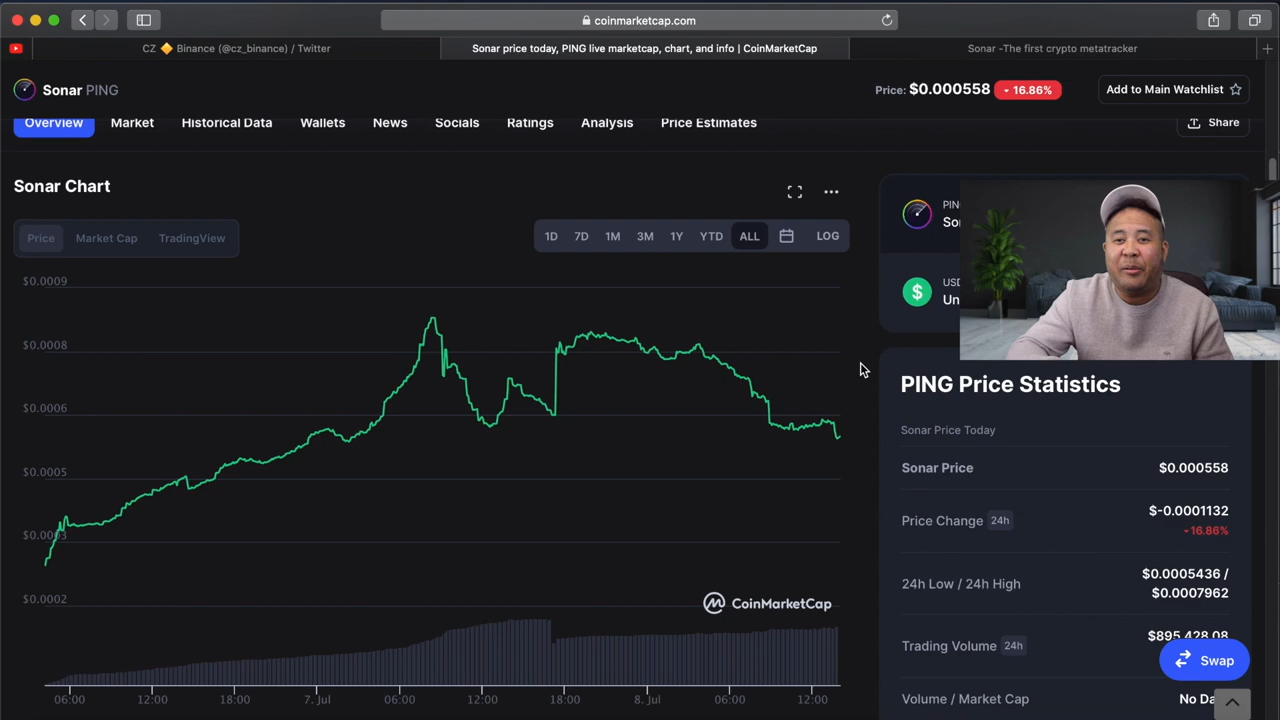 coinmarketcap.com
CZ 🔶 Binance (@cz_binance) / Twitter
Sonar price today, PING live marketcap, chart, and info | CoinMarketCap
Sonar -The first crypto metatracker
Sonar PING
Price: $0.000558 16.86%
Add to Main Watchlist
Overview Market Historical Data Wallets News Socials Ratings Analysis Price Estimates
Share
Sonar Chart
Price Market Cap TradingView
1D 7D 1M 3M 1Y YTD ALL LOG
$0.0009
$0.0008
$0.0006
$0.0005
$0.0003
$0.0002
CoinMarketCap
06:00 12:00 18:00 7. Jul 06:00 12:00 18:00 8. Jul 06:00 12:00
PING Price Statistics
Sonar Price Today
Sonar Price $0.000558
Price Change 24h $-0.0001132
16.86%
24h Low / 24h High $0.0005436 /
$0.0007962
Trading Volume 24h $895,428.08
Swap
Volume / Market Cap